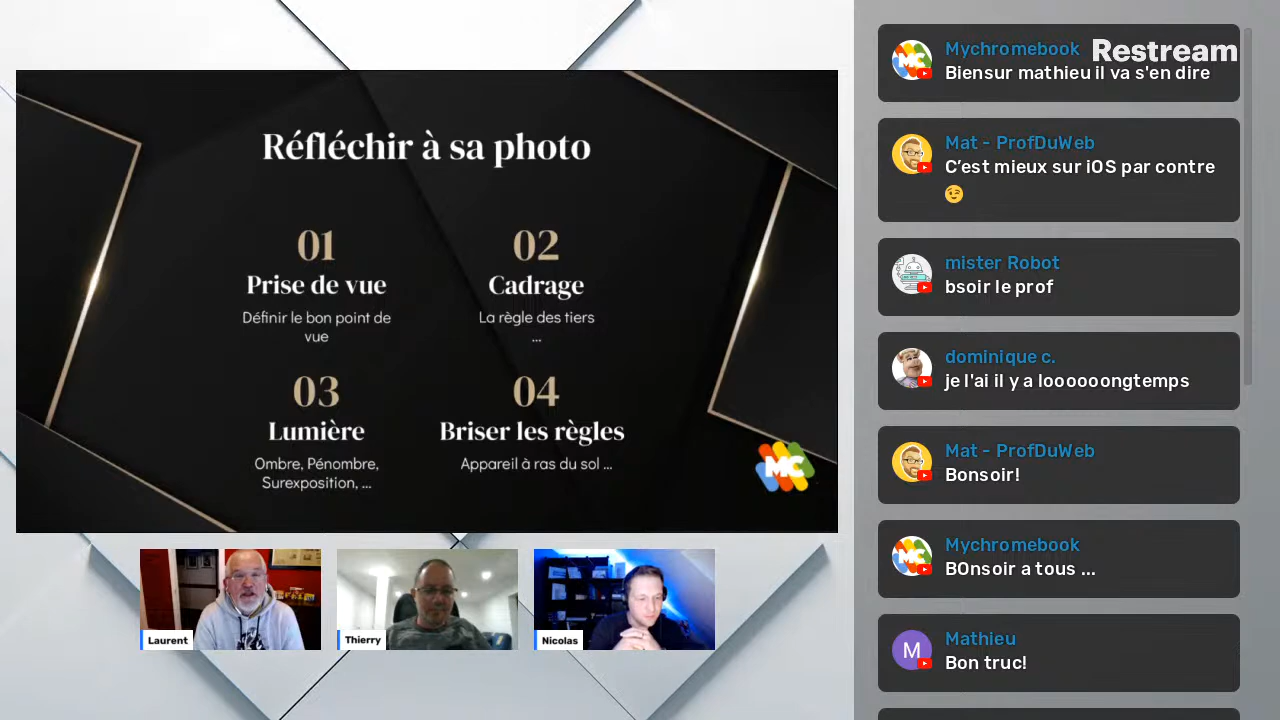 Réfléchir à sa photo
01
Prise de vue
Définir le bon point de
vue
02
Cadrage
La règle des tiers
...
03
Lumière
Ombre, Pénombre,
Surexposition, ...
04
Briser les règles
Appareil à ras du sol ...
MC
Laurent
Thierry
Nicolas
Restream
Mychromebook
Biensur mathieu il va s'en dire
Mat - ProfDuWeb
C’est mieux sur iOS par contre
😉
mister Robot
bsoir le prof
dominique c.
je l'ai il y a loooooongtemps
Mat - ProfDuWeb
Bonsoir!
Mychromebook
BOnsoir a tous ...
M
Mathieu
Bon truc!